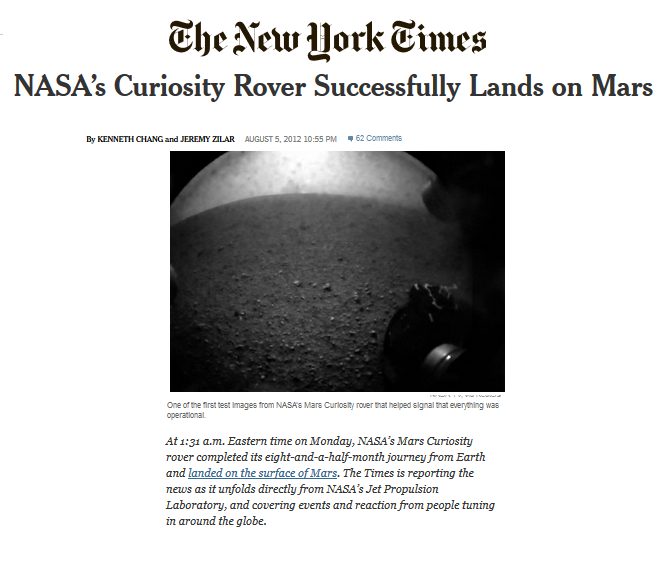 The New York Times
NASA’s Curiosity Rover Successfully Lands on Mars
By KENNETH CHANG and JEREMY ZILAR AUGUST 5, 2012 10:55 PM 62 Comments
One of the first test images from NASA's Mars Curiosity rover that helped signal that everything was
operational.
At 1:31 a.m. Eastern time on Monday, NASA’s Mars Curiosity
rover completed its eight-and-a-half-month journey from Earth
and landed on the surface of Mars. The Times is reporting the
news as it unfolds directly from NASA’s Jet Propulsion
Laboratory, and covering events and reaction from people tuning
in around the globe.